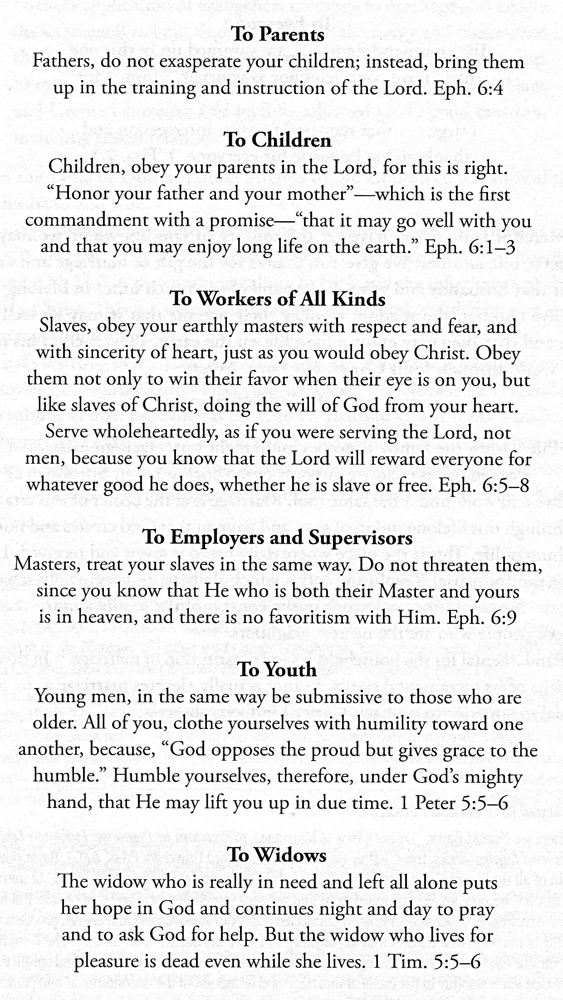 To Parents
Fathers, do not exasperate your children; instead, bring them
up in the training and instruction of the Lord. Eph. 6:4
To Children
Children, obey your parents in the Lord, for this is right.
“Honor your father and your mother”—which is the first
commandment with a promise—“that it may go well with you
and that you may enjoy long life on the earth.” Eph. 6:1–3
To Workers of All Kinds
Slaves, obey your earthly masters with respect and fear, and
with sincerity of heart, just as you would obey Christ. Obey
them not only to win their favor when their eye is on you, but
like slaves of Christ, doing the will of God from your heart.
Serve wholeheartedly, as if you were serving the Lord, not
men, because you know that the Lord will reward everyone for
whatever good he does, whether he is slave or free. Eph. 6:5–8
To Employers and Supervisors
Masters, treat your slaves in the same way. Do not threaten them,
since you know that He who is both their Master and yours
is in heaven, and there is no favoritism with Him. Eph. 6:9
To Youth
Young men, in the same way be submissive to those who are
older. All of you, clothe yourselves with humility toward one
another, because, “God opposes the proud but gives grace to the
humble.” Humble yourselves, therefore, under God’s mighty
hand, that He may lift you up in due time. 1 Peter 5:5–6
To Widows
The widow who is really in need and left all alone puts
her hope in God and continues night and day to pray
and to ask God for help. But the widow who lives for
pleasure is dead even while she lives. 1 Tim. 5:5–6